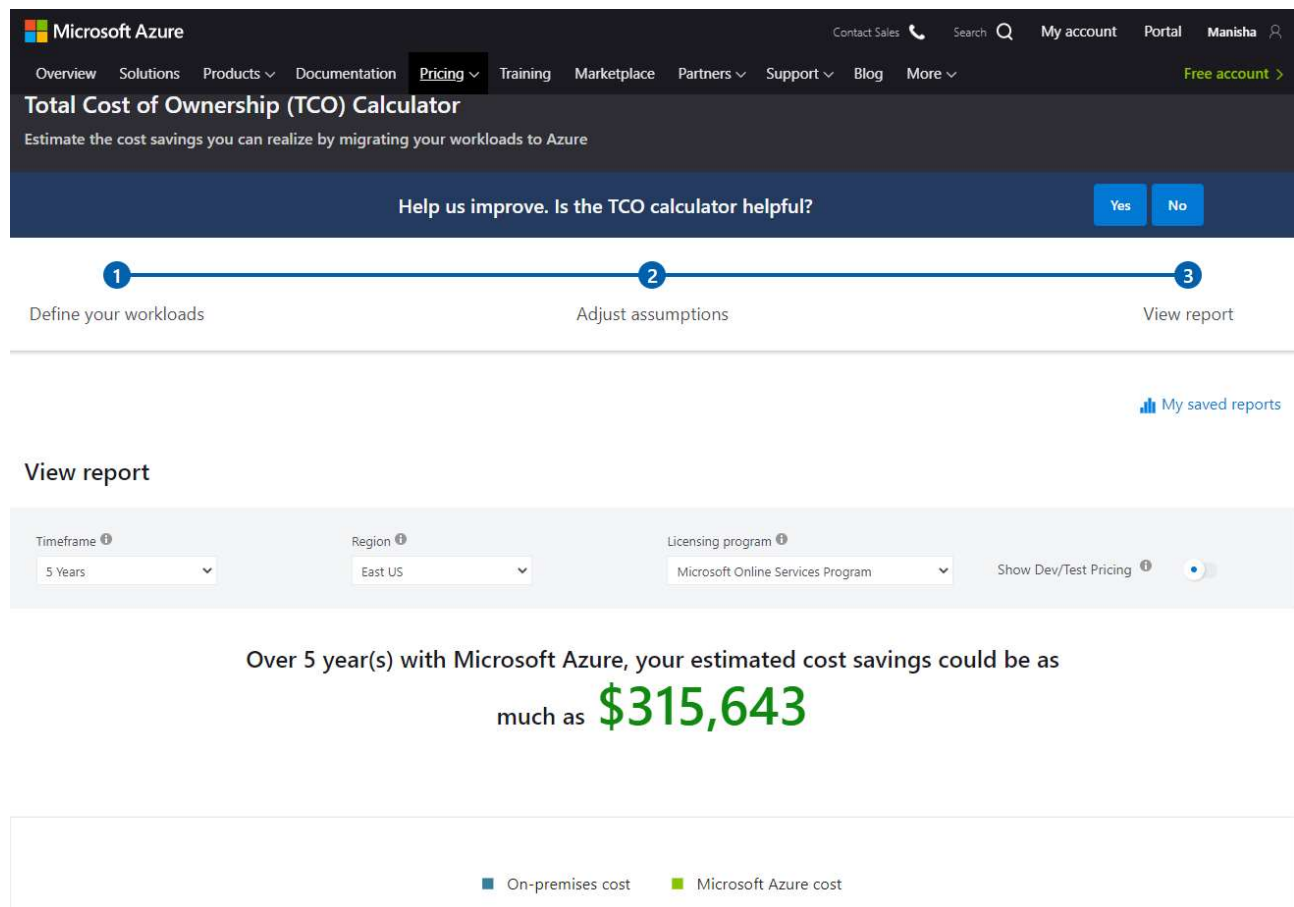 Microsoft Azure
Contact Sales Search My account Portal Manisha
Overview Solutions Products Documentation Pricing Training Marketplace Partners Support Blog More Free account >
Total Cost of Ownership (TCO) Calculator
Estimate the cost savings you can realize by migrating your workloads to Azure
Help us improve. Is the TCO calculator helpful? Yes No
1 2 3
Define your workloads Adjust assumptions View report
My saved reports
View report
Timeframe Region Licensing program
5 Years East US Microsoft Online Services Program Show Dev/Test Pricing
Over 5 year(s) with Microsoft Azure, your estimated cost savings could be as
much as $315,643
On-premises cost Microsoft Azure cost